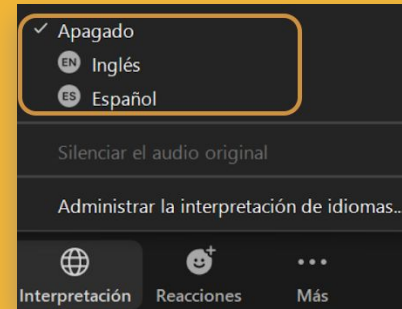 Apagado
EN Inglés
ES Español
Silenciar el audio original
Administrar la interpretación de idiomas...
Interpretación Reacciones Más